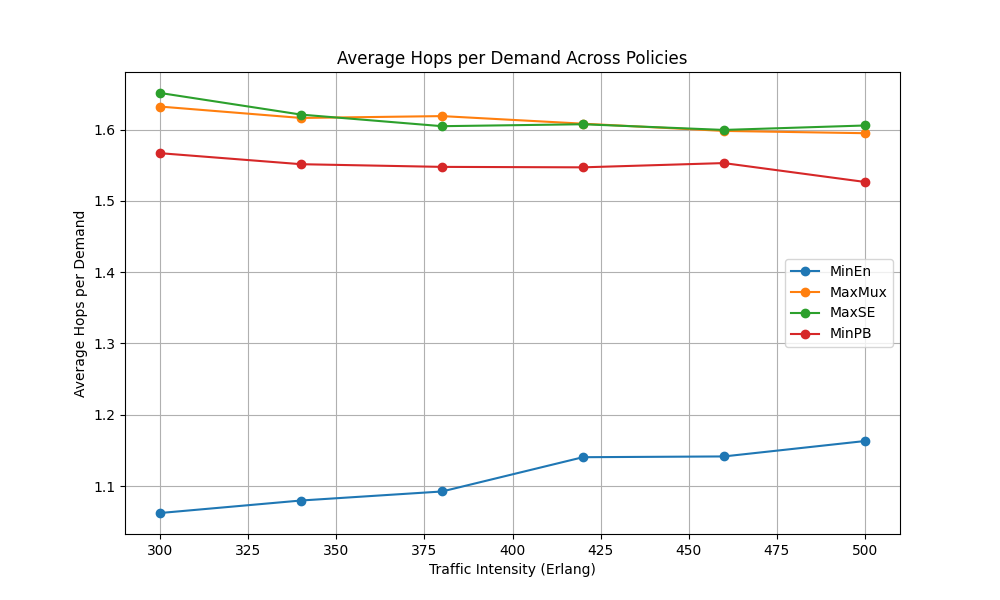 Average Hops per Demand Across Policies
Average Hops per Demand
1.6
1.5
1.4
1.3
1.2
1.1
MinEn
MaxMux
MaxSE
MinPB
300 325 350 375 400 425 450 475 500
Traffic Intensity (Erlang)